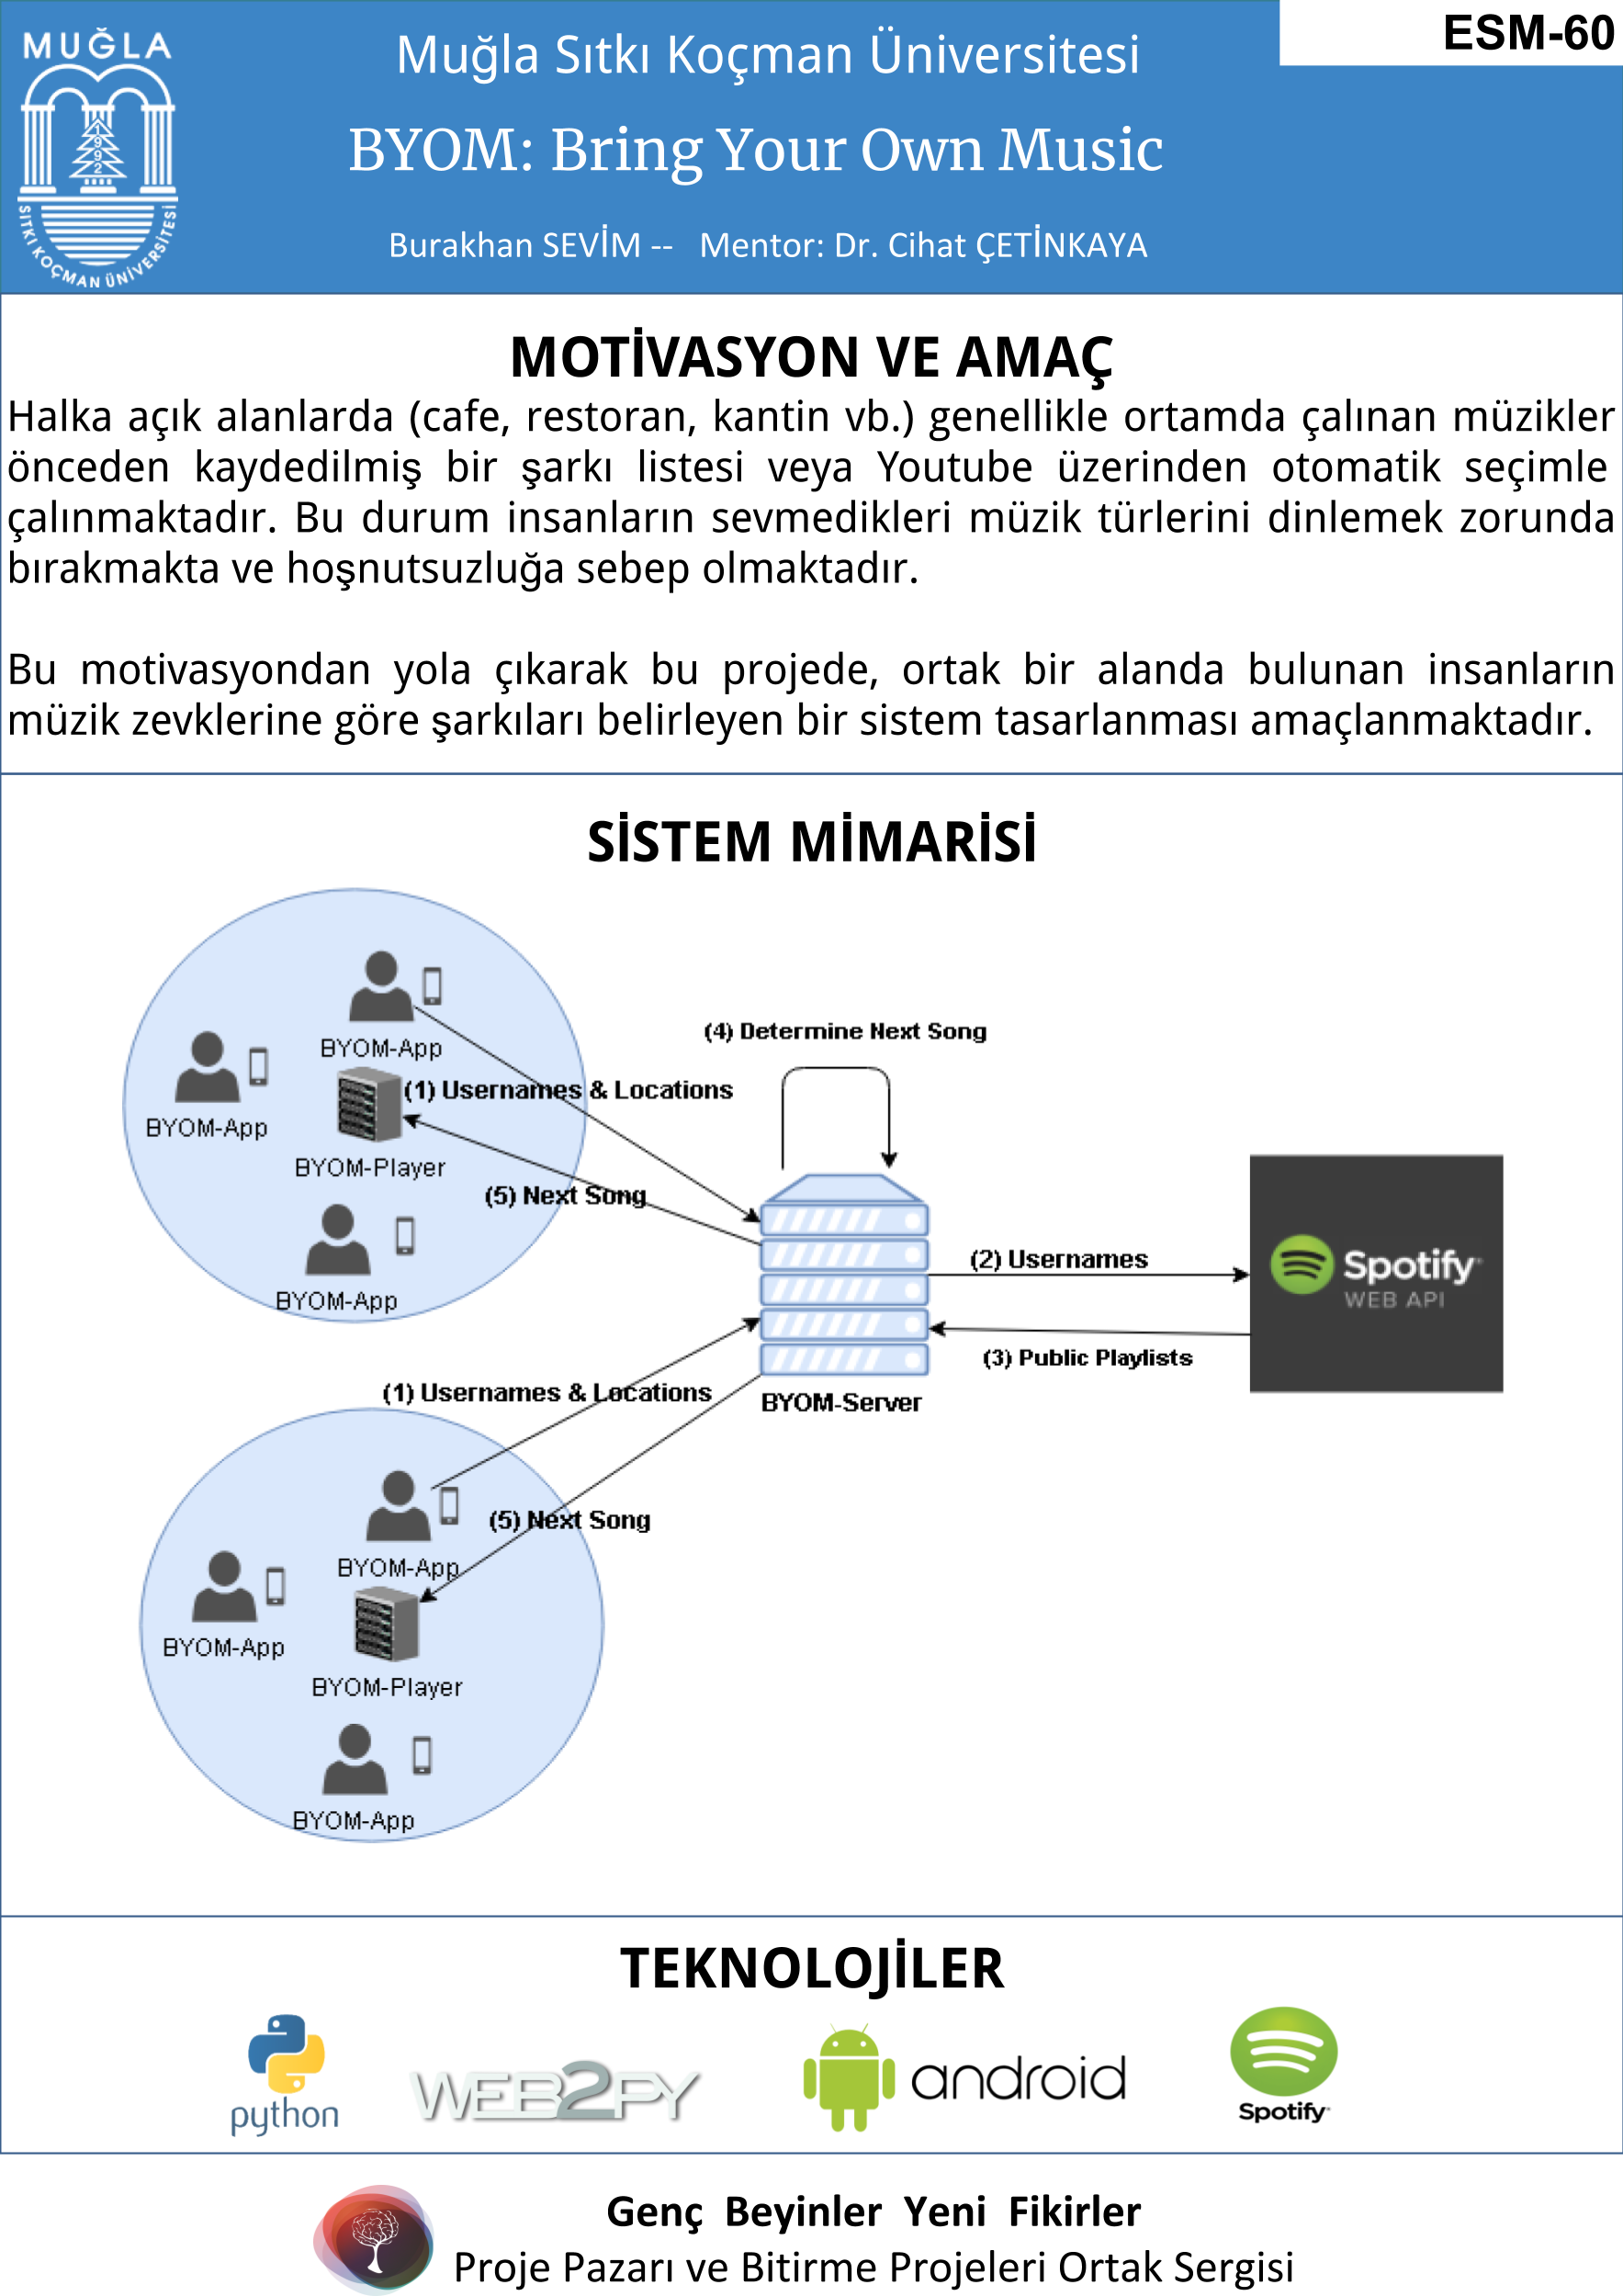 ESM-60
MUĞLA
1992
SITKI KOÇMAN ÜNİVERSİTESİ
Muğla Sıtkı Koçman Üniversitesi
BYOM: Bring Your Own Music
Burakhan SEVİM -- Mentor: Dr. Cihat ÇETİNKAYA
MOTİVASYON VE AMAÇ
Halka açık alanlarda (cafe, restoran, kantin vb.) genellikle ortamda çalınan müzikler
önceden kaydedilmiş bir şarkı listesi veya Youtube üzerinden otomatik seçimle
çalınmaktadır. Bu durum insanların sevmedikleri müzik türlerini dinlemek zorunda
bırakmakta ve hoşnutsuzluğa sebep olmaktadır.
Bu motivasyondan yola çıkarak bu projede, ortak bir alanda bulunan insanların
müzik zevklerine göre şarkıları belirleyen bir sistem tasarlanması amaçlanmaktadır.
SİSTEM MİMARİSİ
BYOM-App
BYOM-App
BYOM-Player
BYOM-App
(1) Usernames & Locations
(5) Next Song
(4) Determine Next Song
(2) Usernames
(3) Public Playlists
Spotify
WEB API
BYOM-Server
(1) Usernames & Locations
(5) Next Song
BYOM-App
BYOM-App
BYOM-Player
BYOM-App
TEKNOLOJİLER
python
WEB2PY
android
Spotify
Genç Beyinler Yeni Fikirler
Proje Pazarı ve Bitirme Projeleri Ortak Sergisi